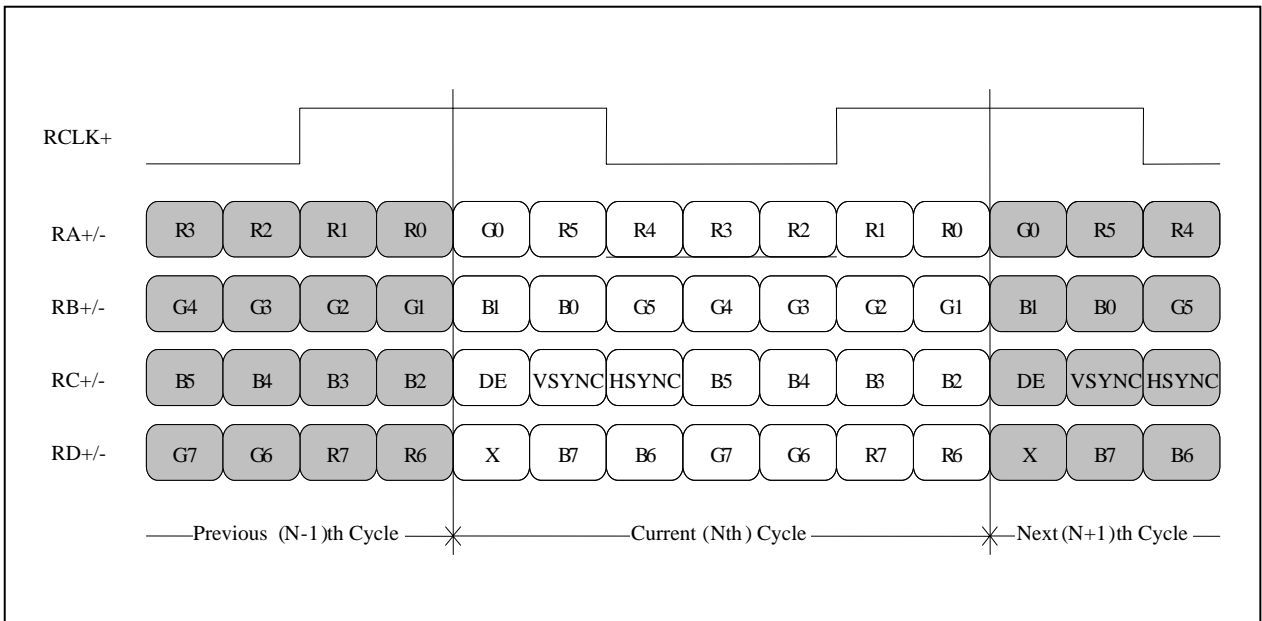 RCLK+
RA+/- R3 R2 R1 R0 G0 R5 R4 R3 R2 R1 R0 G0 R5 R4
RB+/- G4 G3 G2 G1 B1 B0 G5 G4 G3 G2 G1 B1 B0 G5
RC+/- B5 B4 B3 B2 DE VSYNC HSYNC B5 B4 B3 B2 DE VSYNC HSYNC
RD+/- G7 G6 R7 R6 X B7 B6 G7 G6 R7 R6 X B7 B6
Previous (N-1)th Cycle Current (Nth) Cycle Next (N+1)th Cycle